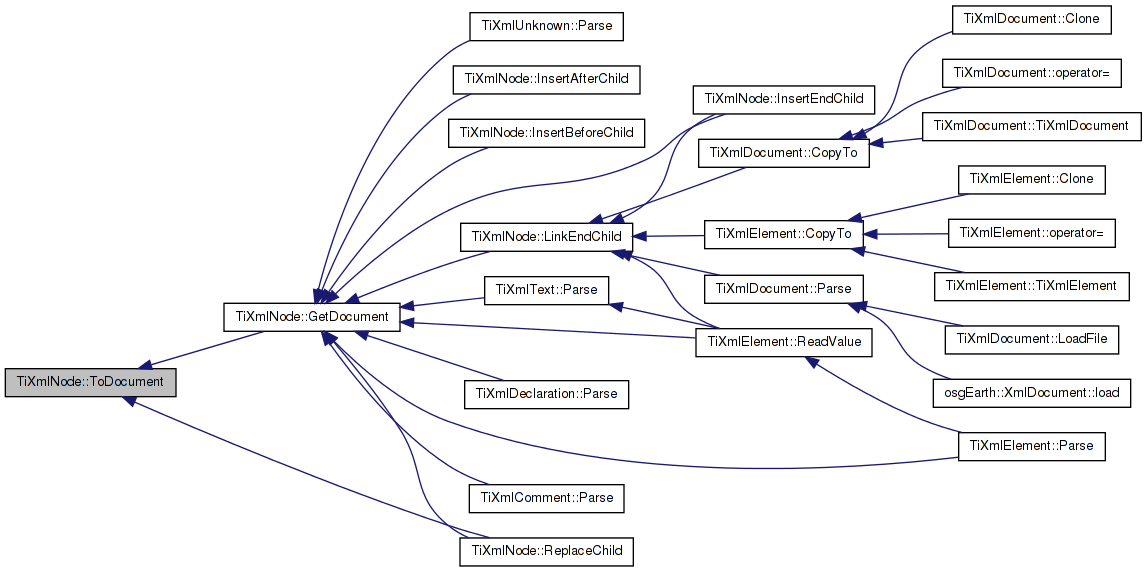 TiXmlNode::ToDocument
TiXmlNode::GetDocument
TiXmlUnknown::Parse
TiXmlNode::InsertAfterChild
TiXmlNode::InsertBeforeChild
TiXmlNode::LinkEndChild
TiXmlText::Parse
TiXmlDeclaration::Parse
TiXmlComment::Parse
TiXmlNode::ReplaceChild
TiXmlNode::InsertEndChild
TiXmlDocument::CopyTo
TiXmlElement::CopyTo
TiXmlDocument::Parse
TiXmlElement::ReadValue
TiXmlDocument::Clone
TiXmlDocument::operator=
TiXmlDocument::TiXmlDocument
TiXmlElement::Clone
TiXmlElement::operator=
TiXmlElement::TiXmlElement
TiXmlDocument::LoadFile
osgEarth::XmlDocument::load
TiXmlElement::Parse